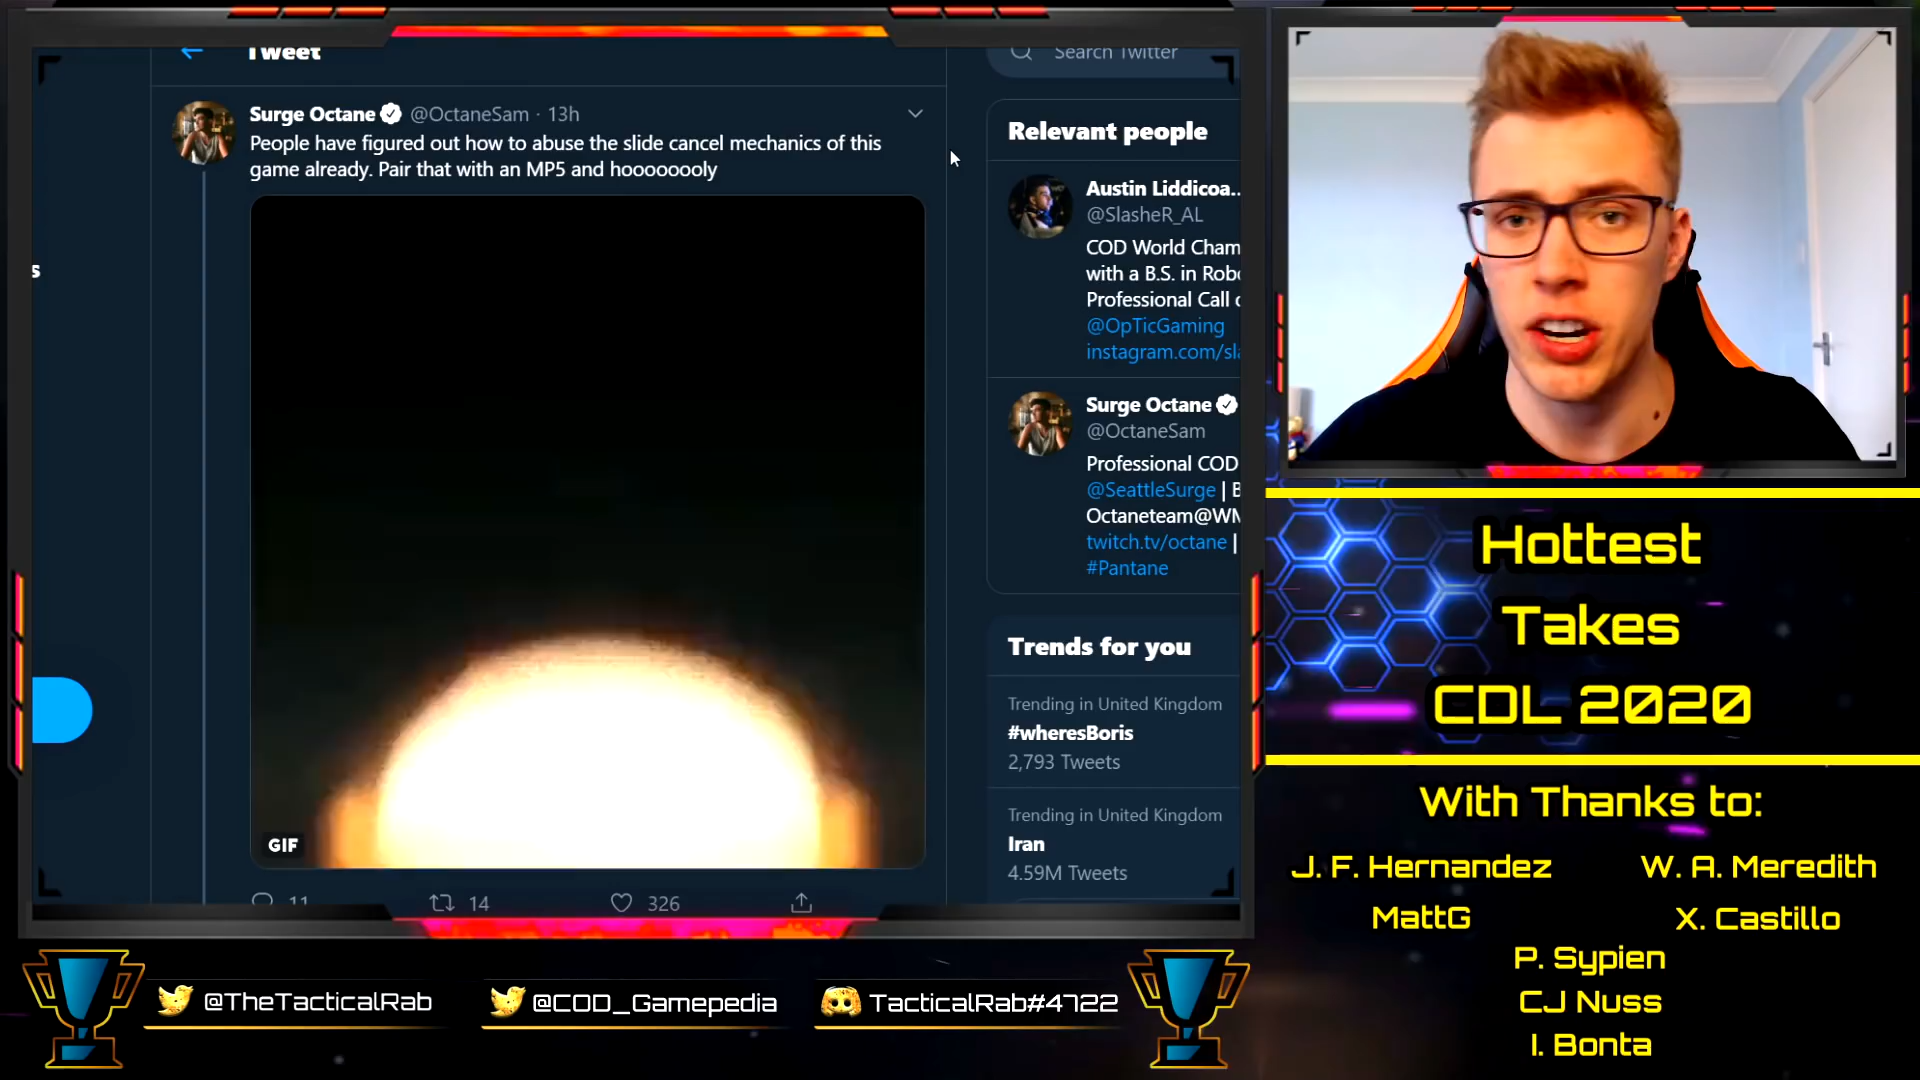 Tweet
Search Twitter
Surge Octane @OctaneSam · 13h
People have figured out how to abuse the slide cancel mechanics of this
game already. Pair that with an MP5 and hoooooooly
s
GIF
11
14
326
Relevant people
Austin Liddicoa..
@SlasheR_AL
COD World Cham
with a B.S. in Rob
Professional Call
@OpTicGaming
instagram.com/sl
Surge Octane
@OctaneSam
Professional COD
@SeattleSurge | B
Octaneteam@WM
twitch.tv/octane |
#Pantane
Trends for you
Trending in United Kingdom
#wheresBoris
2,793 Tweets
Trending in United Kingdom
Iran
4.59M Tweets
Hottest
Takes
CDL 2020
With Thanks to:
J. F. Hernandez W. A. Meredith
MattG X. Castillo
P. Sypien
CJ Nuss
I. Bonta
@TheTacticalRab @COD_Gamepedia TacticalRab#4722